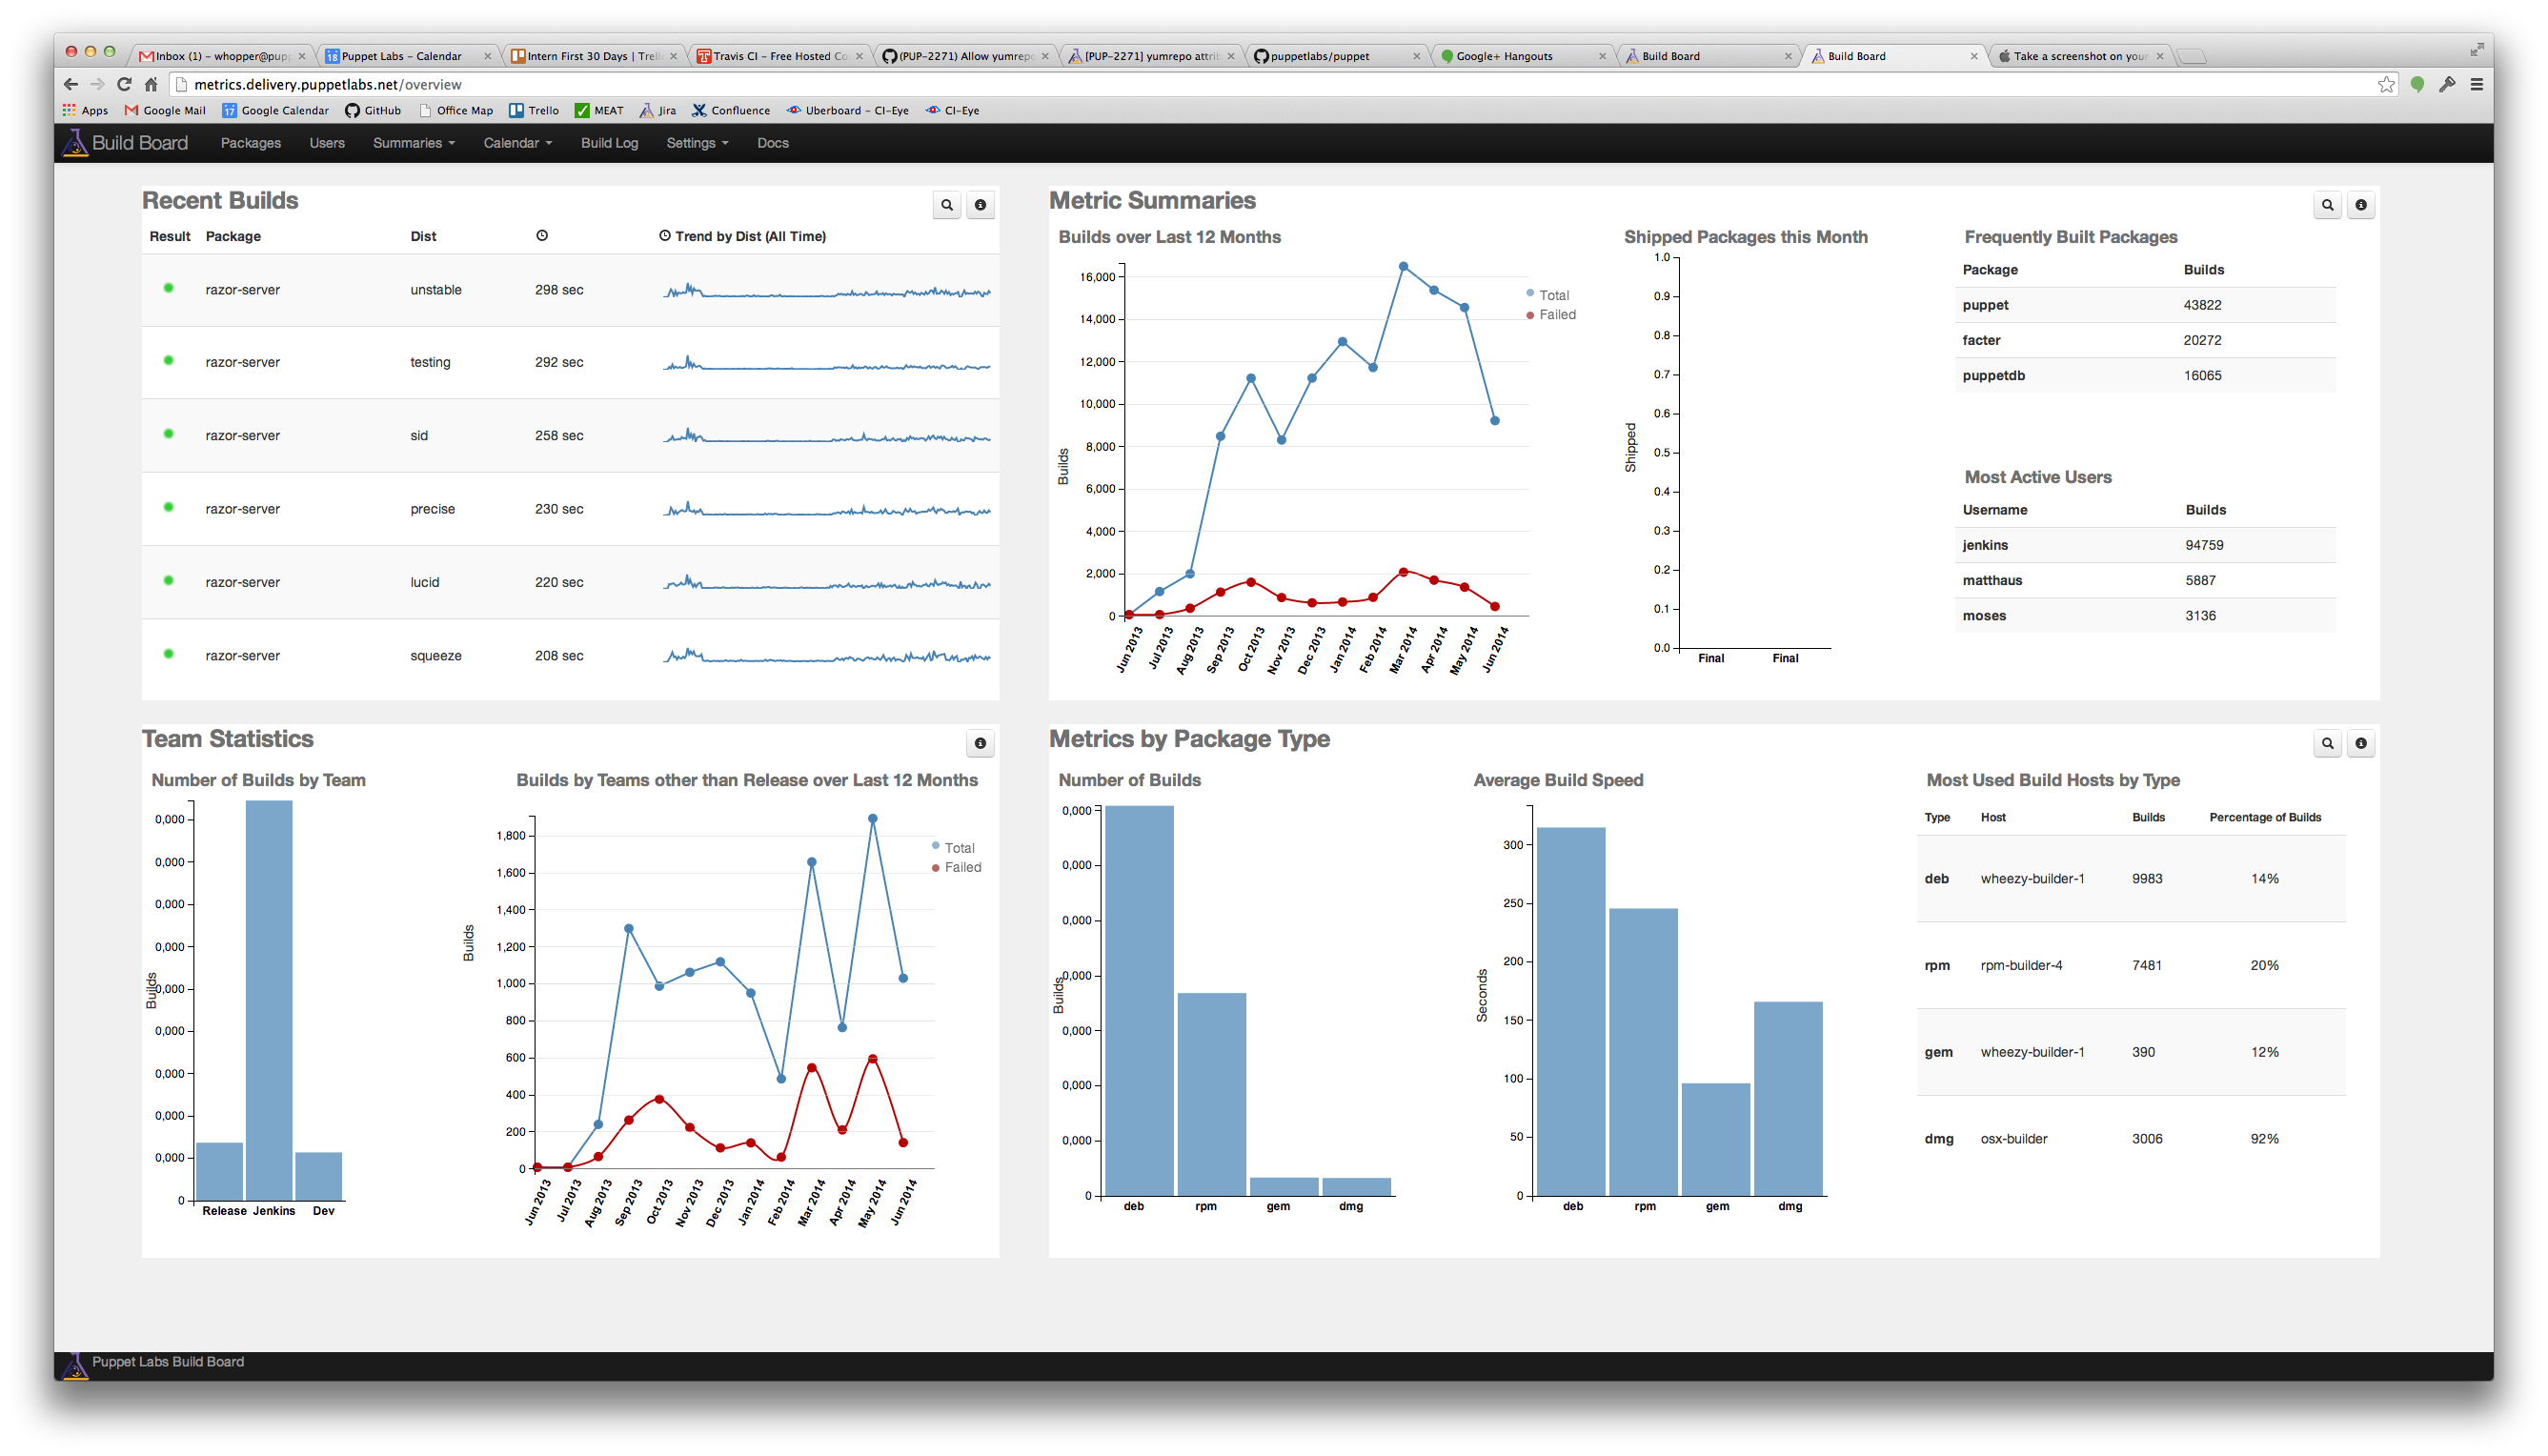 Inbox (1) – whopper@pupp
Puppet Labs – Calendar
Intern First 30 Days | Trell
Travis CI – Free Hosted Co
(PUP-2271) Allow yumrepo
[PUP-2271] yumrepo attrib
puppetlabs/puppet
Google+ Hangouts
Build Board
Build Board
Take a screenshot on your
metrics.delivery.puppetlabs.net/overview
Apps Google Mail 17 Google Calendar GitHub Office Map Trello MEAT Jira Confluence Uberboard – CI-Eye CI-Eye
Build Board Packages Users Summaries Calendar Build Log Settings Docs
Recent Builds
Result Package Dist Trend by Dist (All Time)
razor-server unstable 298 sec
razor-server testing 292 sec
razor-server sid 258 sec
razor-server precise 230 sec
razor-server lucid 220 sec
razor-server squeeze 208 sec
Metric Summaries
Builds over Last 12 Months
16,000
14,000
12,000
10,000
8,000
6,000
4,000
2,000
0
Builds
Total
Failed
Jun 2013 Jul 2013 Aug 2013 Sep 2013 Oct 2013 Nov 2013 Dec 2013 Jan 2014 Feb 2014 Mar 2014 Apr 2014 May 2014 Jun 2014
Shipped Packages this Month
1.0
0.9
0.8
0.7
0.6
0.5
0.4
0.3
0.2
0.1
0.0
Shipped
Final Final
Frequently Built Packages
Package Builds
puppet 43822
facter 20272
puppetdb 16065
Most Active Users
Username Builds
jenkins 94759
matthaus 5887
moses 3136
Team Statistics
Number of Builds by Team
0,000
0,000
0,000
0,000
0,000
0,000
0,000
0,000
0,000
0
Builds
Release Jenkins Dev
Builds by Teams other than Release over Last 12 Months
1,800
1,600
1,400
1,200
1,000
800
600
400
200
0
Builds
Total
Failed
Jun 2013 Jul 2013 Aug 2013 Sep 2013 Oct 2013 Nov 2013 Dec 2013 Jan 2014 Feb 2014 Mar 2014 Apr 2014 May 2014 Jun 2014
Metrics by Package Type
Number of Builds
0,000
0,000
0,000
0,000
0,000
0,000
0,000
0
Builds
deb rpm gem dmg
Average Build Speed
300
250
200
150
100
50
0
Seconds
deb rpm gem dmg
Most Used Build Hosts by Type
Type Host Builds Percentage of Builds
deb wheezy-builder-1 9983 14%
rpm rpm-builder-4 7481 20%
gem wheezy-builder-1 390 12%
dmg osx-builder 3006 92%
Puppet Labs Build Board